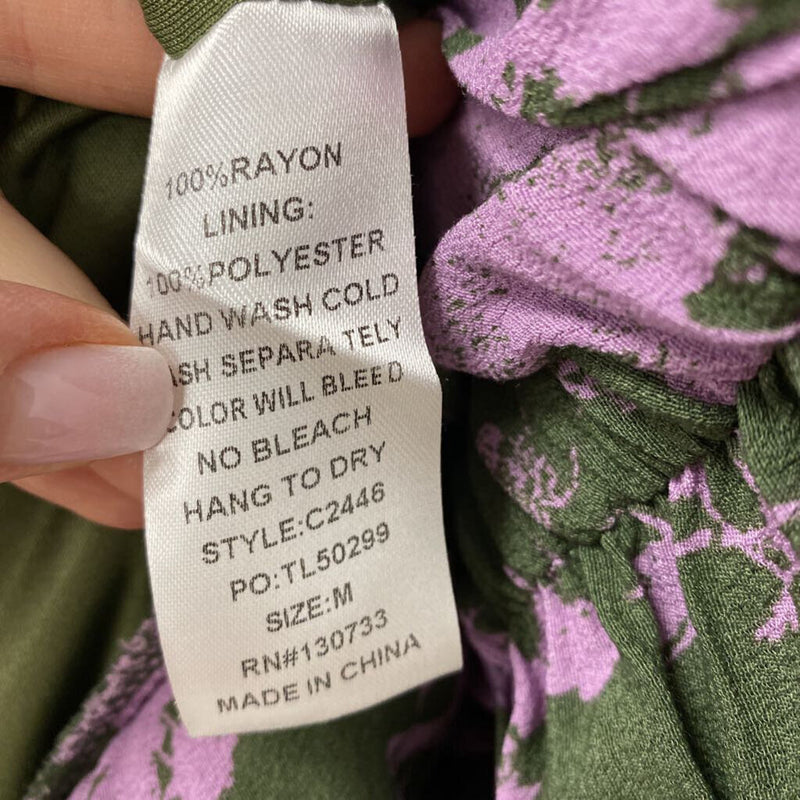 100%RAYON
LINING:
100%POLYESTER
HAND WASH COLD
ASH SEPARA TELY
COLOR WILL BLEED
NO BLEACH
HANG TO DRY
STYLE:C2446
PO:TL50299
SIZE:M
RN#130733
MADE IN CHINA